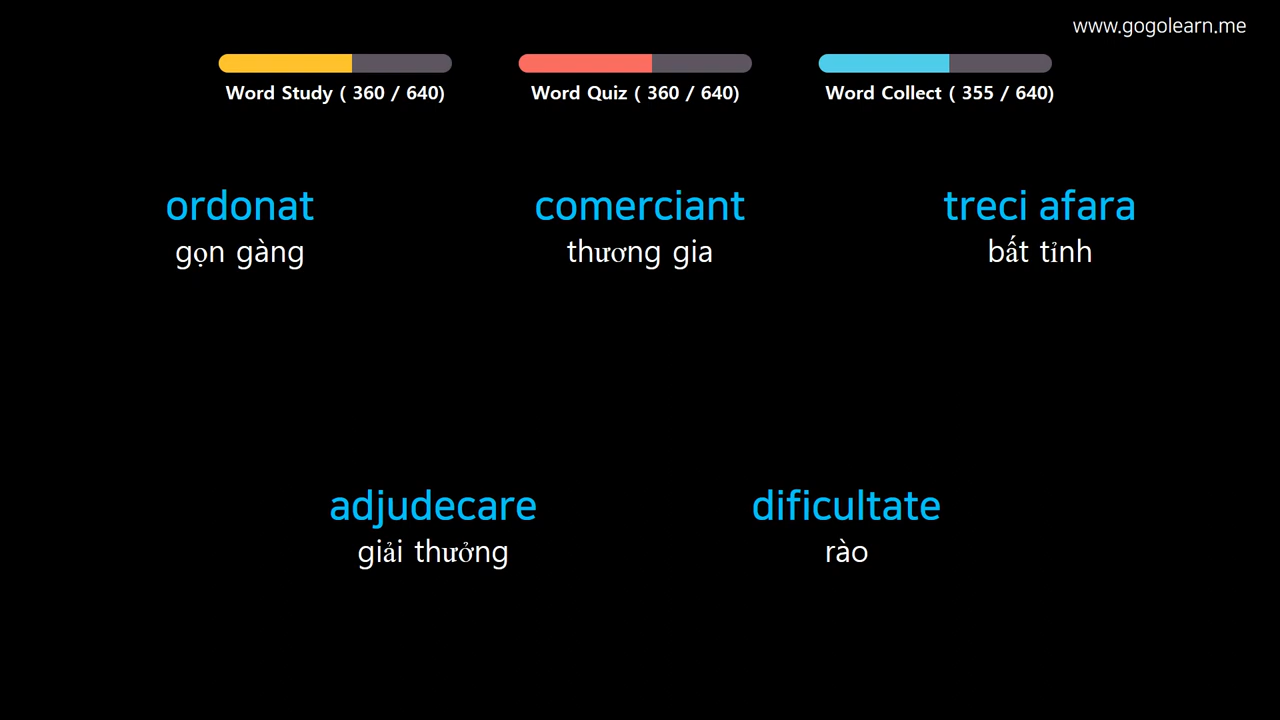 www.gogolearn.me
Word Study ( 360 / 640)
Word Quiz ( 360 / 640)
Word Collect ( 355 / 640)
ordonat
gọn gàng
comerciant
thương gia
treci afara
bất tỉnh
adjudecare
giải thưởng
dificultate
rào